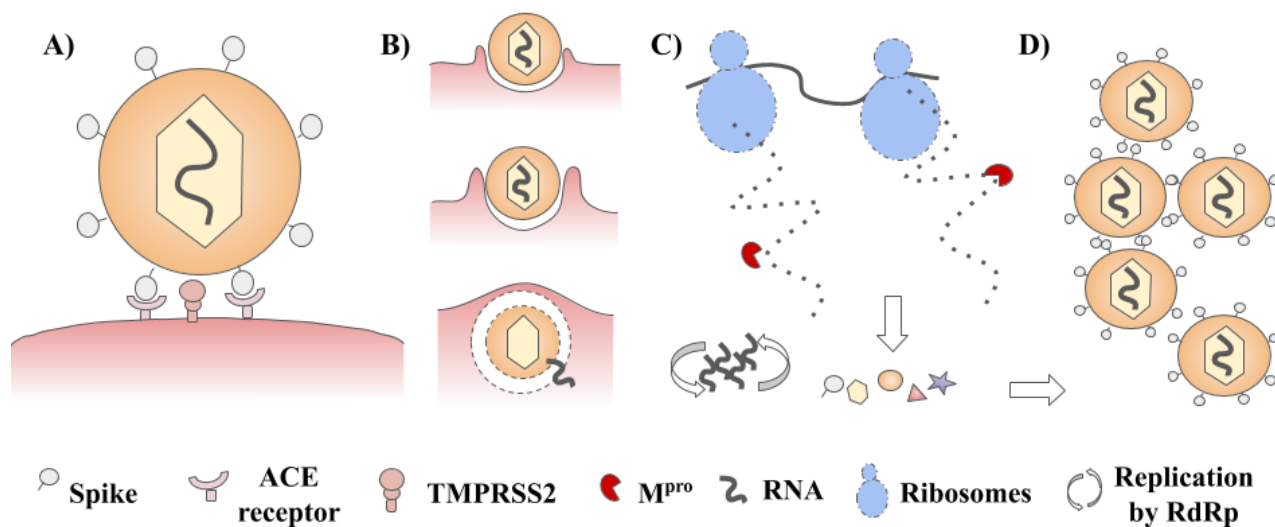 A)
B)
C)
D)
Spike
ACE
receptor
TMPRSS2
Mᵖʳᵒ
RNA
Ribosomes
Replication
by RdRp